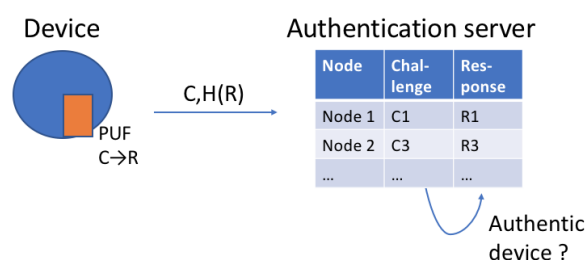 Device
Authentication server
C,H(R)
PUF
C→R
Node Chal-lenge Res-ponse
Node 1 C1 R1
Node 2 C3 R3
... ... ...
Authentic
device ?